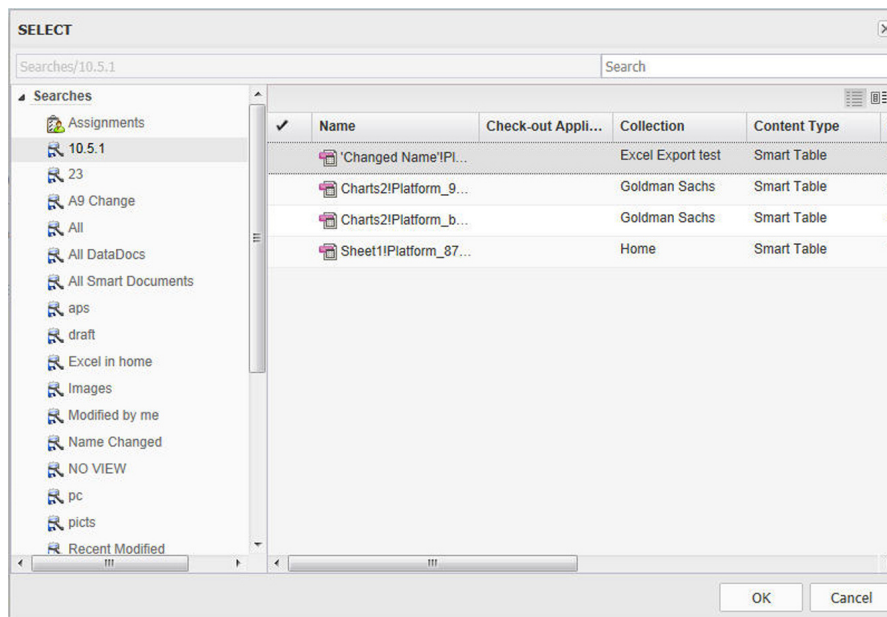 SELECT
Searches/10.5.1
Search
Searches
Assignments
10.5.1
23
A9 Change
All
All DataDocs
All Smart Documents
aps
draft
Excel in home
Images
Modified by me
Name Changed
NO VIEW
pc
picts
Recent Modified
Name Check-out Appli... Collection Content Type
'Changed Name'!Pl... Excel Export test Smart Table
Charts2!Platform_9... Goldman Sachs Smart Table
Charts2!Platform_b... Goldman Sachs Smart Table
Sheet1!Platform_87... Home Smart Table
OK Cancel